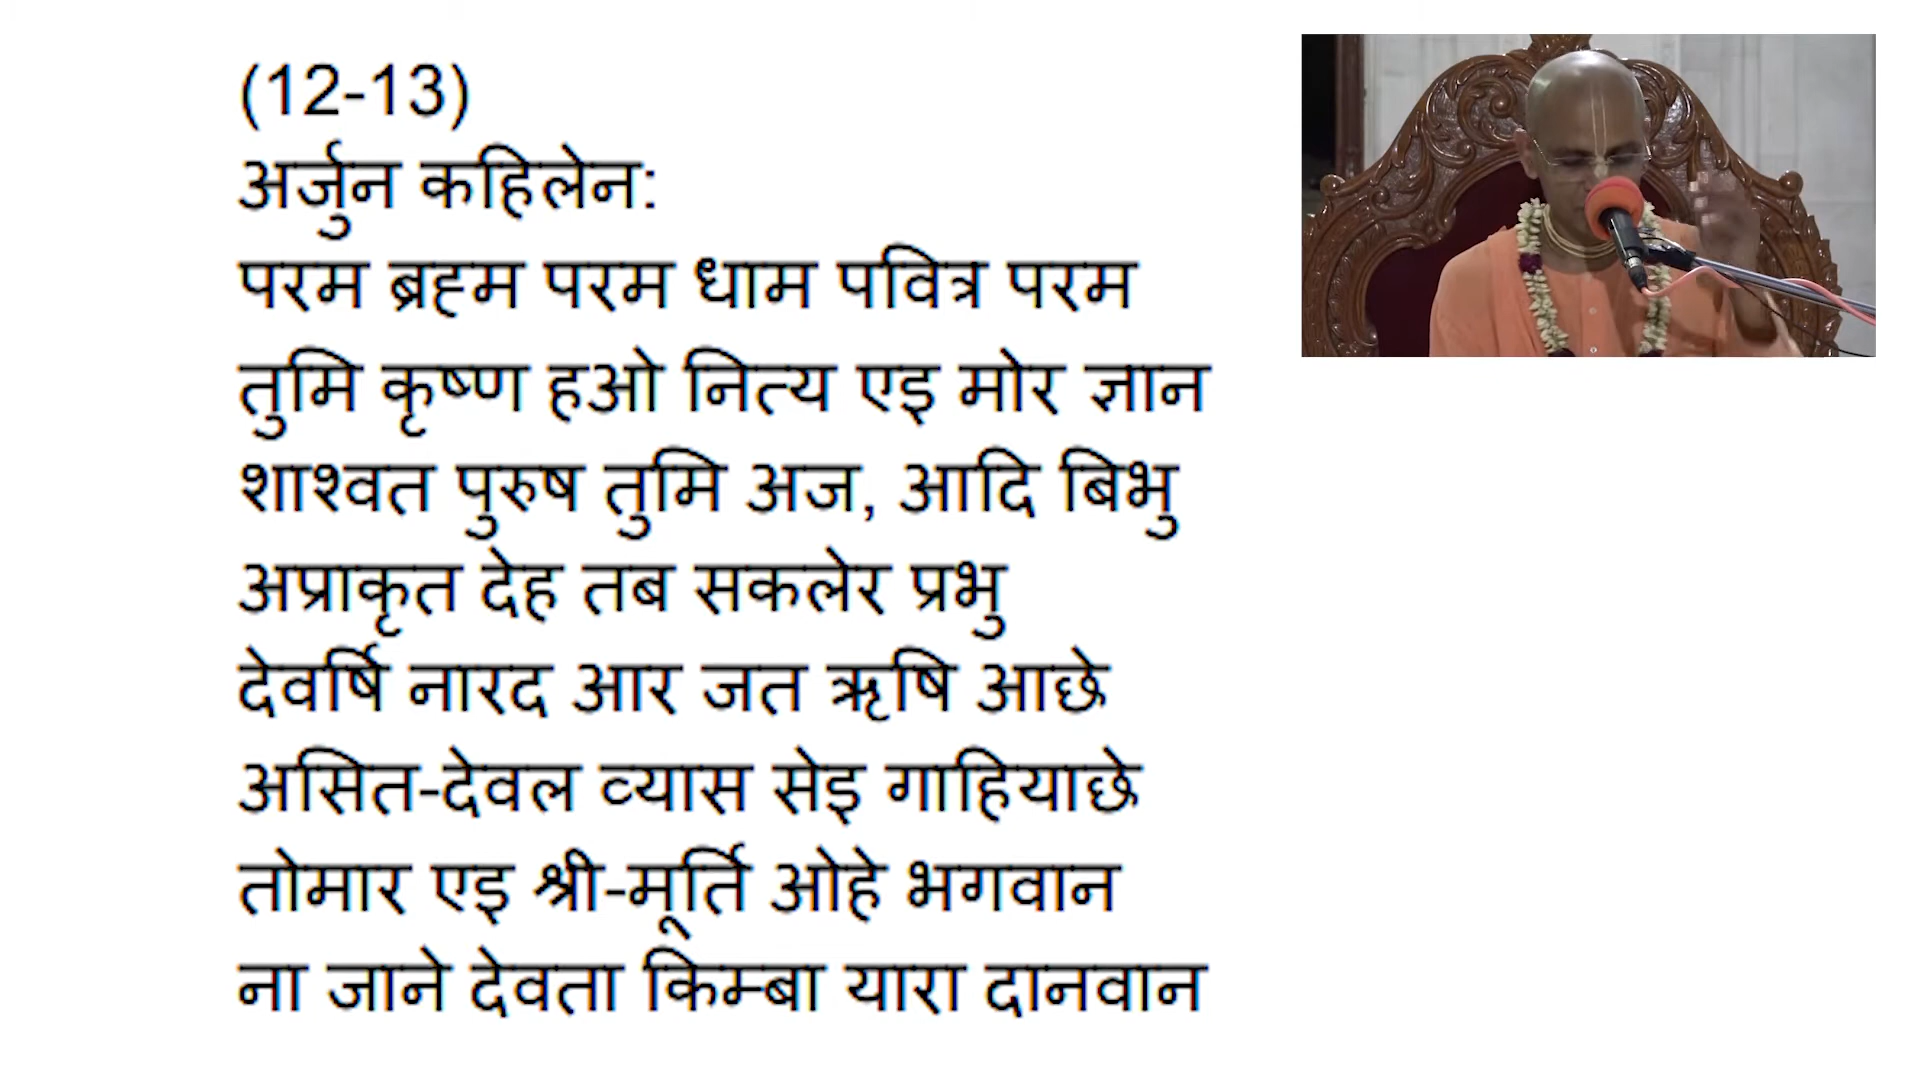 (12-13)
अर्जुन कहिलेन:
परम ब्रह्म परम धाम पवित्र परम
तुमि कृष्ण हओ नित्य एइ मोर ज्ञान
शाश्वत पुरुष तुमि अज, आदि बिभु
अप्राकृत देह तब सकलेर प्रभु
देवर्षि नारद आर जत ऋषि आछे
असित-देवल व्यास सेइ गाहियाछे
तोमार एइ श्री-मूर्ति ओहे भगवान
ना जाने देवता किम्बा यारा दानवान